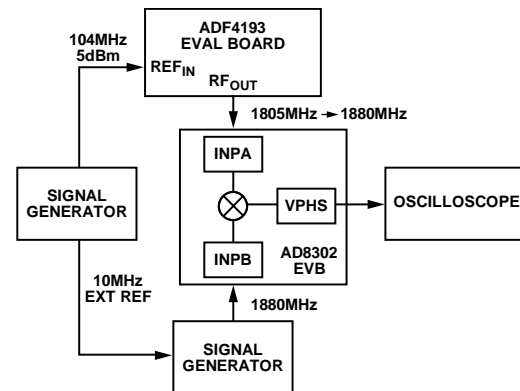 104MHz
5dBm
ADF4193
EVAL BOARD
REFIN
RFOUT
1805MHz → 1880MHz
INPA
SIGNAL
GENERATOR
VPHS
OSCILLOSCOPE
INPB
AD8302
EVB
10MHz
EXT REF
1880MHz
SIGNAL
GENERATOR